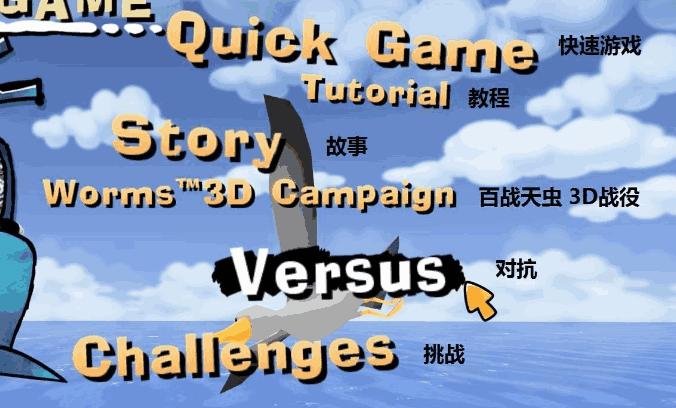 GAME
Quick Game 快速游戏
Tutorial 教程
Story 故事
Worms™3D Campaign 百战天虫 3D战役
Versus 对抗
Challenges 挑战